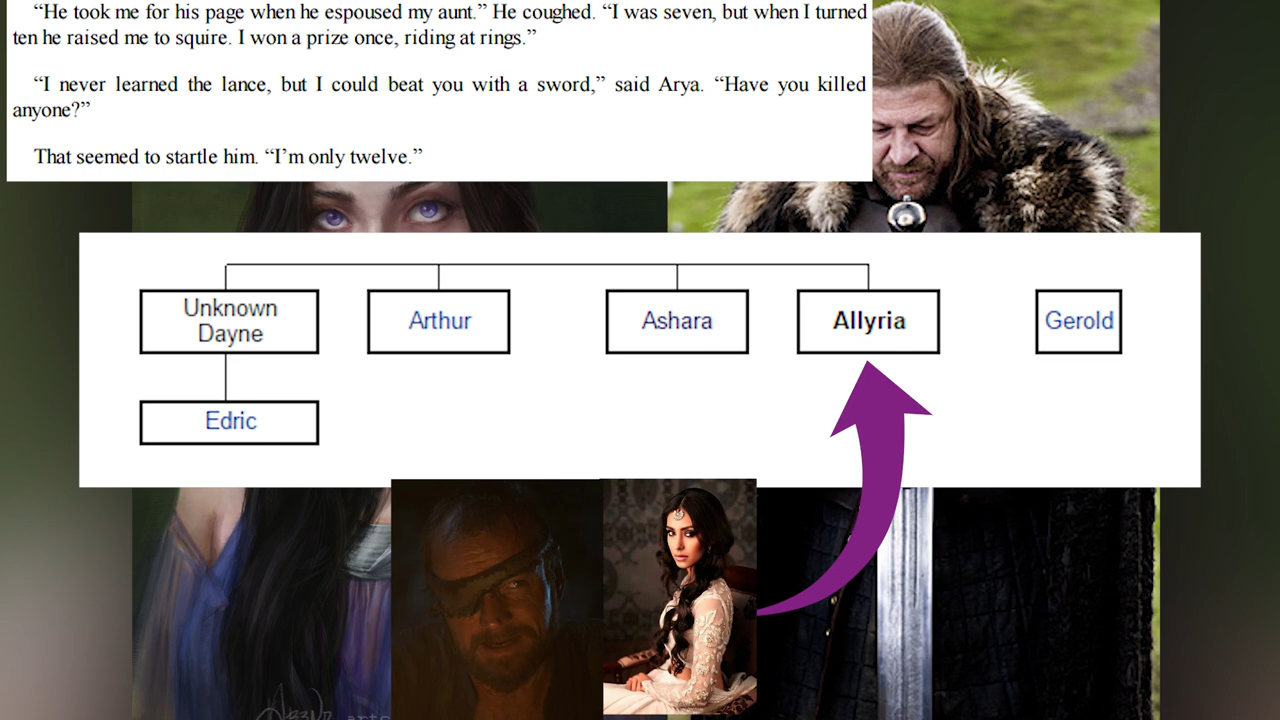 “He took me for his page when he espoused my aunt.” He coughed. “I was seven, but when I turned
ten he raised me to squire. I won a prize once, riding at rings.”
“I never learned the lance, but I could beat you with a sword,” said Arya. “Have you killed
anyone?”
That seemed to startle him. “I’m only twelve.”
Unknown
Dayne
Arthur
Ashara
Allyria
Gerold
Edric